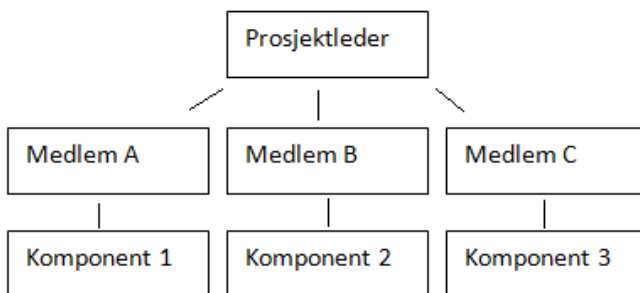 Prosjektleder
Medlem A
Medlem B
Medlem C
Komponent 1
Komponent 2
Komponent 3